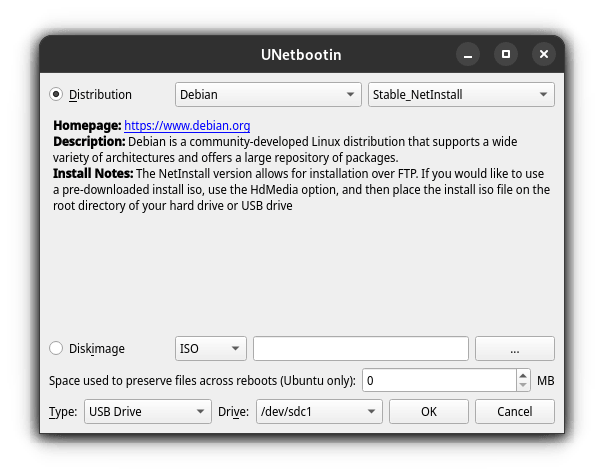 UNetbootin
Distribution Debian Stable_NetInstall
Homepage: https://www.debian.org
Description: Debian is a community-developed Linux distribution that supports a wide
variety of architectures and offers a large repository of packages.
Install Notes: The NetInstall version allows for installation over FTP. If you would like to use
a pre-downloaded install iso, use the HdMedia option, and then place the install iso file on the
root directory of your hard drive or USB drive
Diskimage ISO ...
Space used to preserve files across reboots (Ubuntu only): 0 MB
Type: USB Drive Drive: /dev/sdc1 OK Cancel